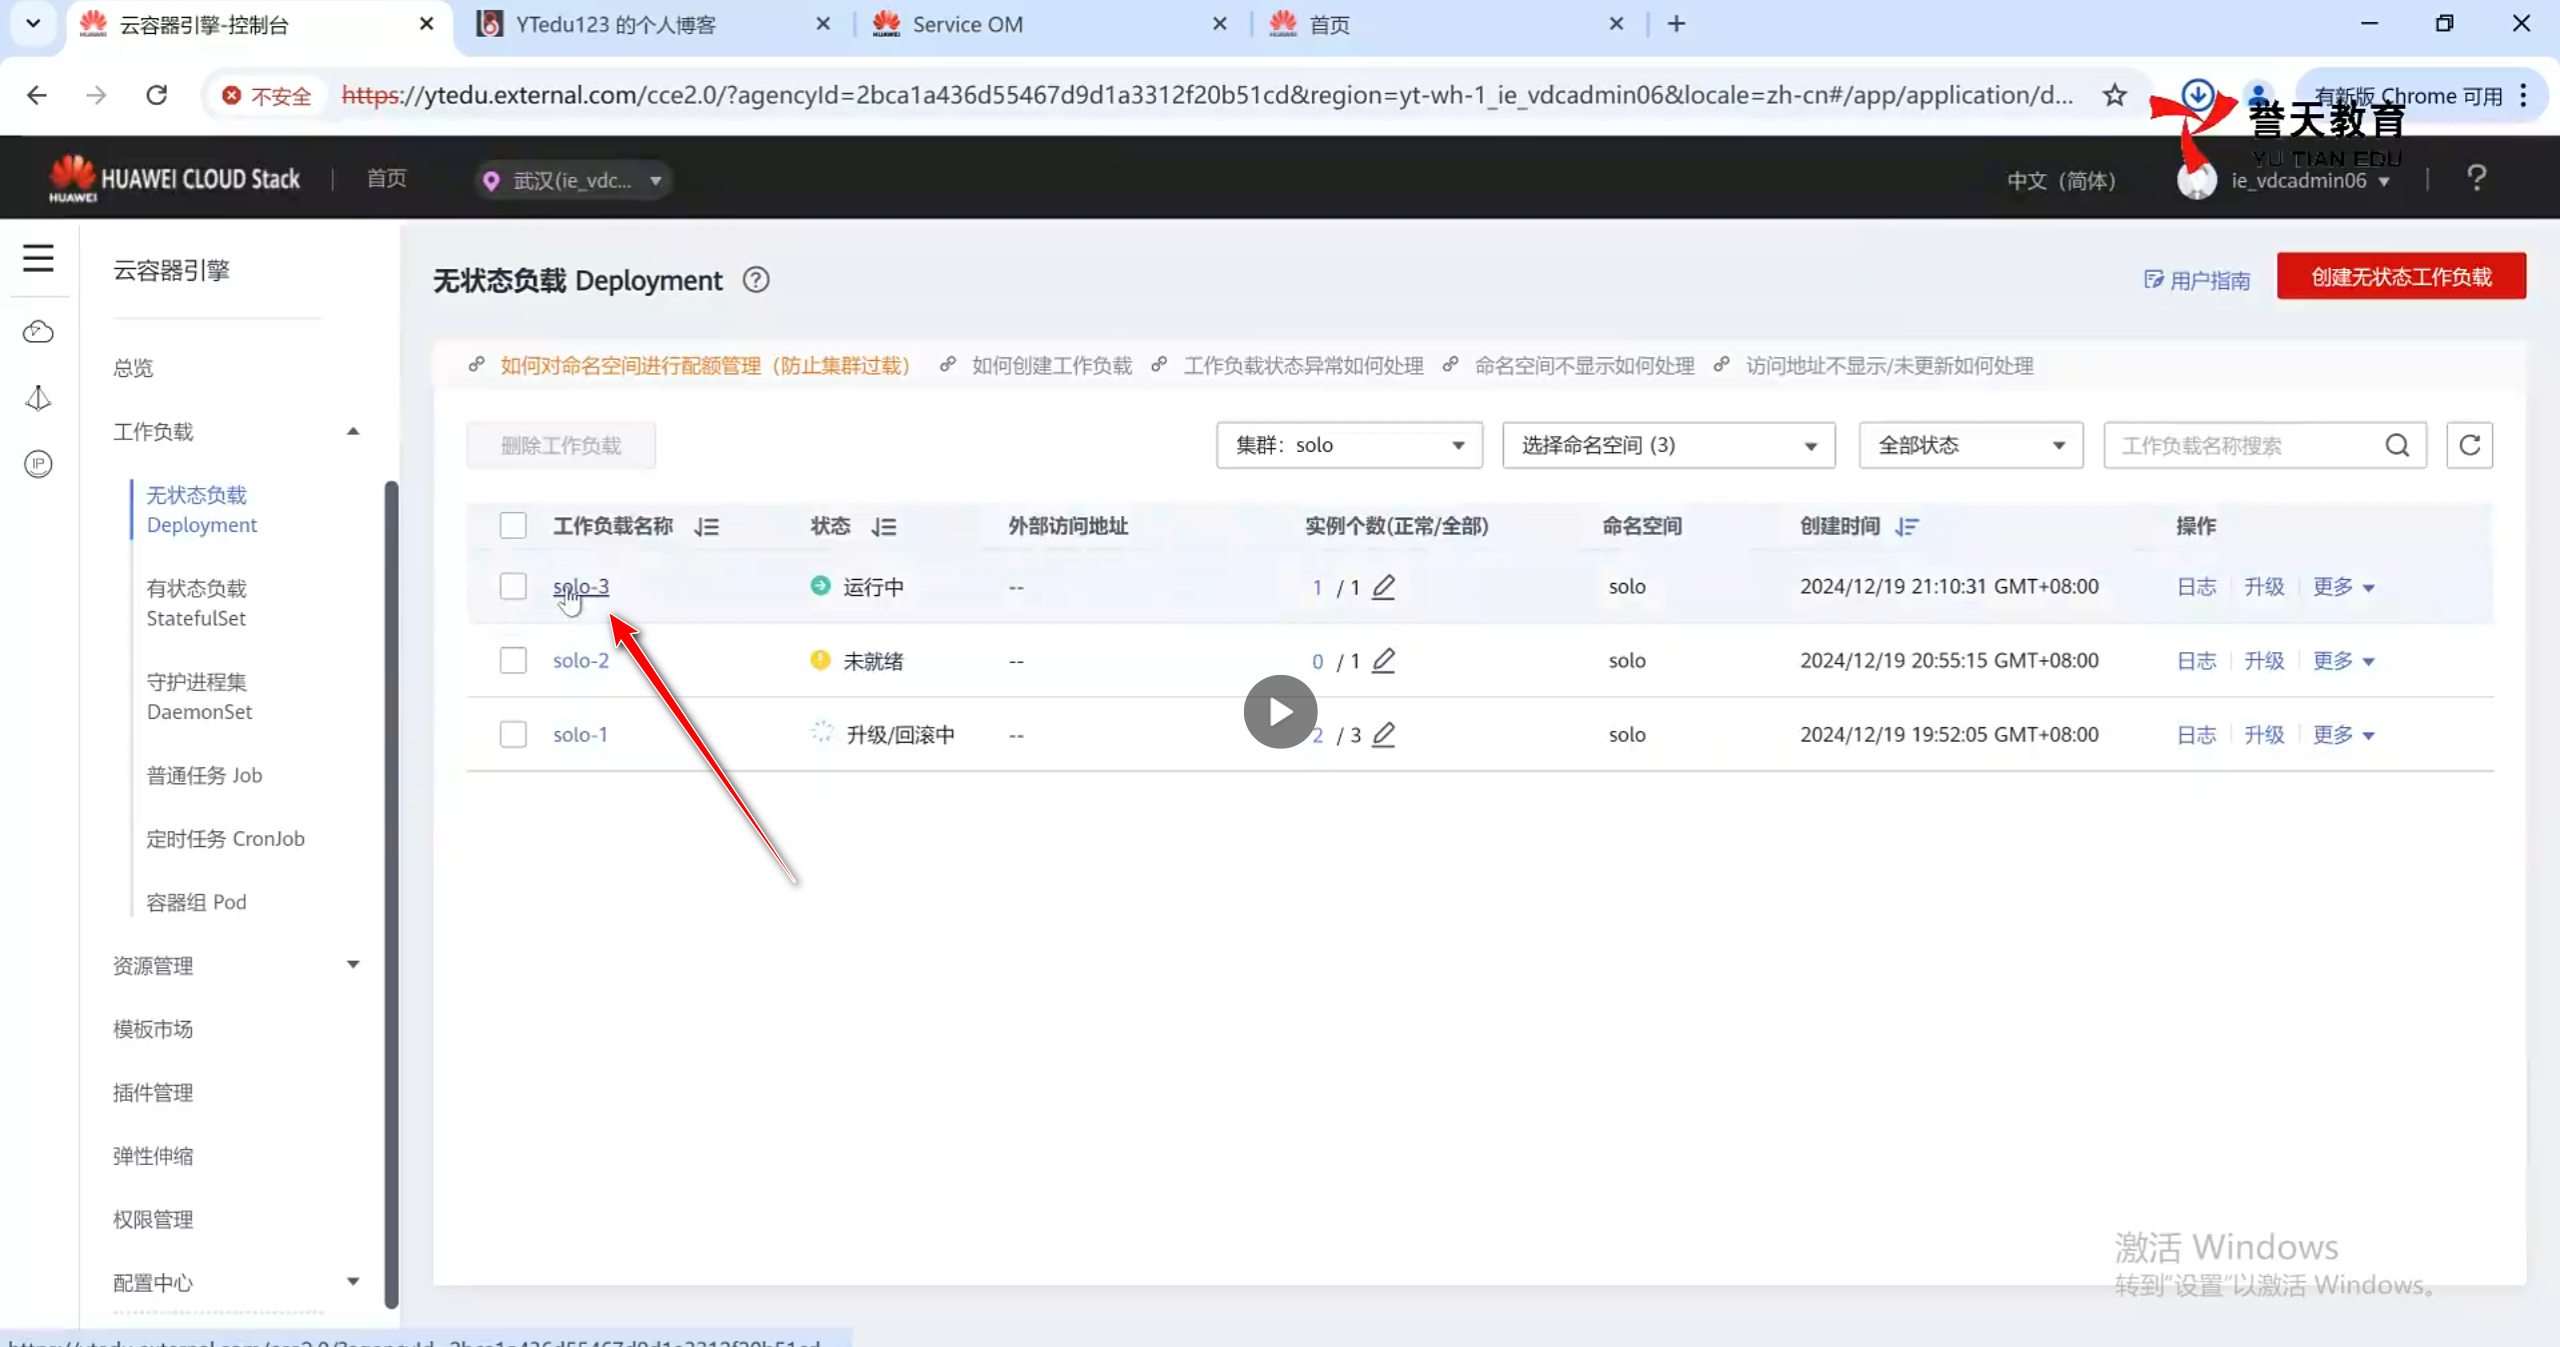 云容器引擎-控制台
YTedu123 的个人博客
Service OM
首页
不安全
https://ytedu.external.com/cce2.0/?agencyId=2bca1a436d55467d9d1a3312f20b51cd&region=yt-wh-1_ie_vdcadmin06&locale=zh-cn#/app/application/d...
有新版 Chrome 可用
誉天教育
YU TIAN EDU
HUAWEI
HUAWEI CLOUD Stack
首页
武汉(ie_vdc...
中文（简体）
ie_vdcadmin06
云容器引擎
总览
工作负载
无状态负载
Deployment
有状态负载
StatefulSet
守护进程集
DaemonSet
普通任务 Job
定时任务 CronJob
容器组 Pod
资源管理
模板市场
插件管理
弹性伸缩
权限管理
配置中心
无状态负载 Deployment
用户指南
创建无状态工作负载
如何对命名空间进行配额管理（防止集群过载）
如何创建工作负载
工作负载状态异常如何处理
命名空间不显示如何处理
访问地址不显示/未更新如何处理
删除工作负载
集群：solo
选择命名空间 (3)
全部状态
工作负载名称搜索
工作负载名称 状态 外部访问地址 实例个数(正常/全部) 命名空间 创建时间 操作
solo-3 运行中 -- 1 / 1 solo 2024/12/19 21:10:31 GMT+08:00 日志 升级 更多
solo-2 未就绪 -- 0 / 1 solo 2024/12/19 20:55:15 GMT+08:00 日志 升级 更多
solo-1 升级/回滚中 -- 2 / 3 solo 2024/12/19 19:52:05 GMT+08:00 日志 升级 更多
激活 Windows
转到“设置”以激活 Windows。